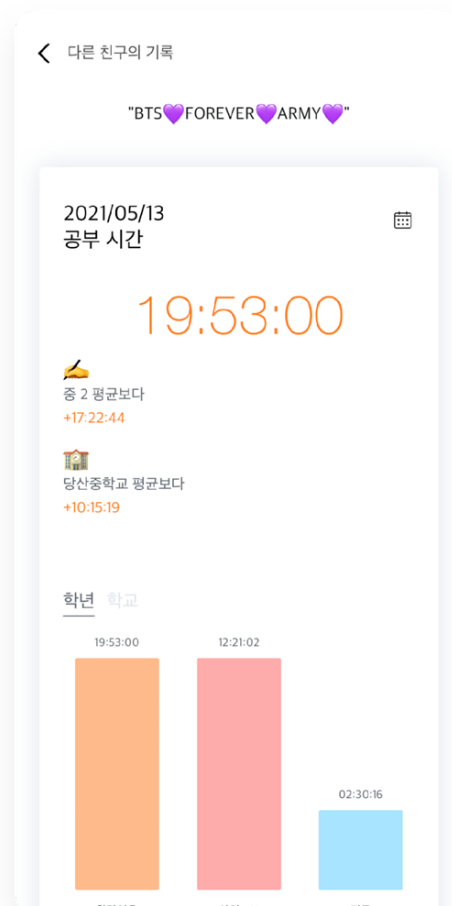 다른 친구의 기록
"BTS💜FOREVER💜ARMY💜"
2021/05/13
공부 시간
19:53:00
중 2 평균보다
+17:22:44
당산중학교 평균보다
+10:15:19
학년 학교
19:53:00 12:21:02
02:30:16